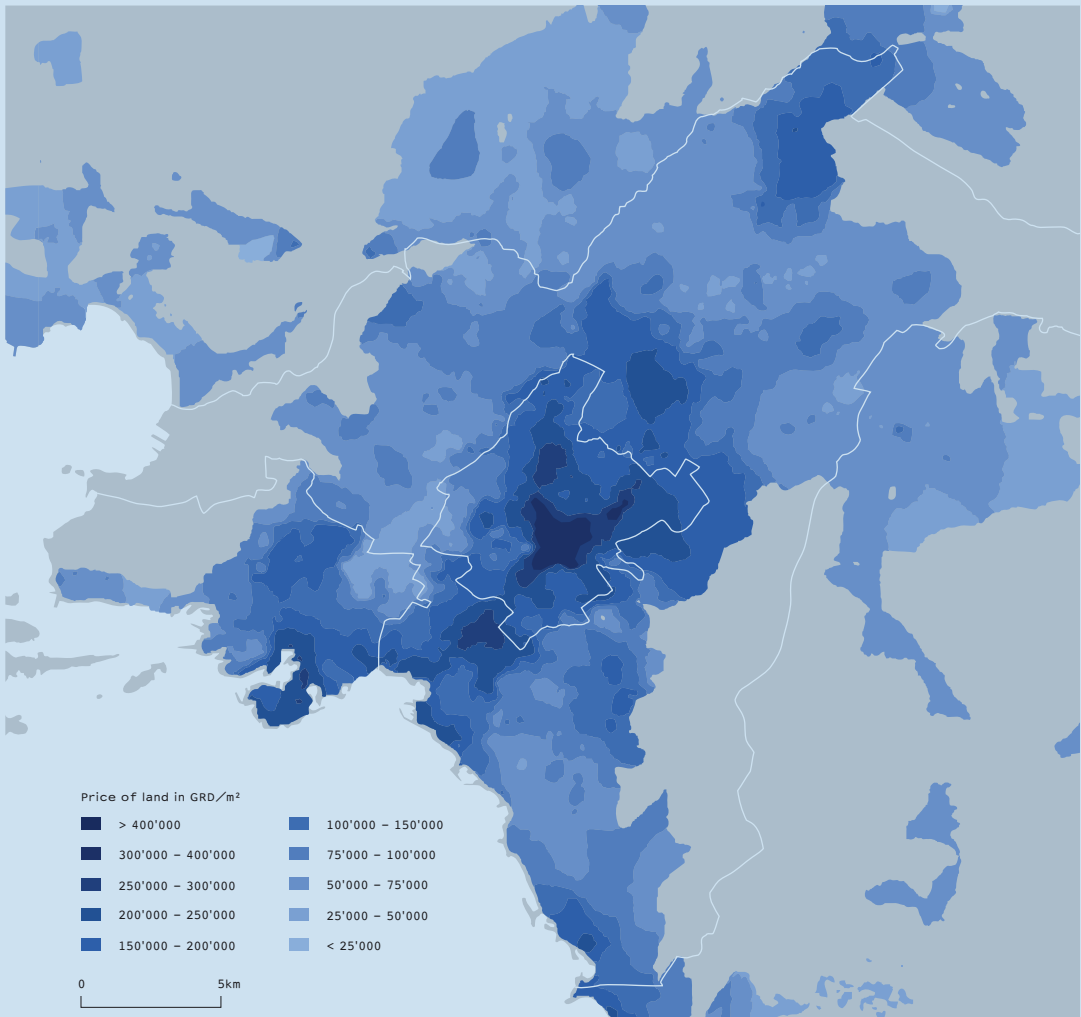 Price of land in GRD/m²
> 400'000
300'000 – 400'000
250'000 – 300'000
200'000 – 250'000
150'000 – 200'000
100'000 – 150'000
75'000 – 100'000
50'000 – 75'000
25'000 – 50'000
< 25'000
0 5km